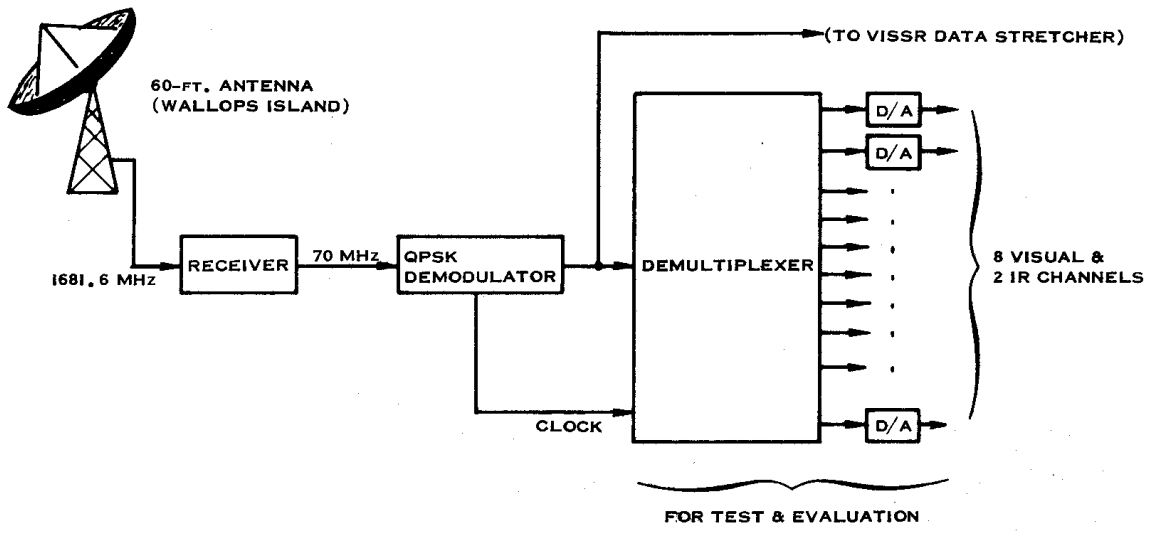 (TO VISSR DATA STRETCHER)
60-FT. ANTENNA
(WALLOPS ISLAND)
D/A
D/A
1681.6 MHz
RECEIVER
70 MHz
QPSK
DEMODULATOR
DEMULTIPLEXER
8 VISUAL &
2 IR CHANNELS
CLOCK
D/A
FOR TEST & EVALUATION